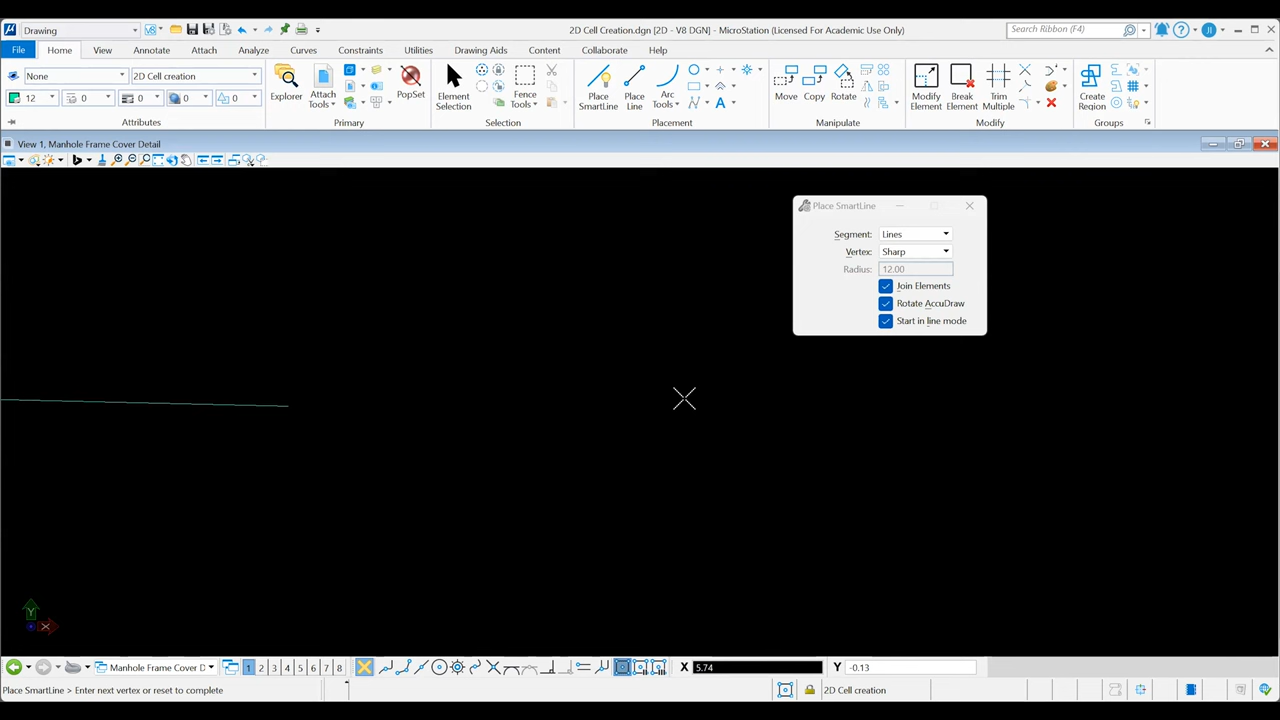 Drawing
2D Cell Creation.dgn [2D - V8 DGN] - MicroStation (Licensed For Academic Use Only)
Search Ribbon (F4)
JI
File Home View Annotate Attach Analyze Curves Constraints Utilities Drawing Aids Content Collaborate Help
None
2D Cell creation
12 0 0 0 0
Explorer
Attach Tools
PopSet
Element Selection
Fence Tools
Place SmartLine
Place Line
Arc Tools
Move
Copy
Rotate
Modify Element
Break Element
Trim Multiple
Create Region
Attributes Primary Selection Placement Manipulate Modify Groups
View 1, Manhole Frame Cover Detail
Place SmartLine
Segment: Lines
Vertex: Sharp
Radius: 12.00
Join Elements
Rotate AccuDraw
Start in line mode
Y
X
Manhole Frame Cover D 1 2 3 4 5 6 7 8 X 5.74 Y -0.13
Place SmartLine > Enter next vertex or reset to complete
2D Cell creation